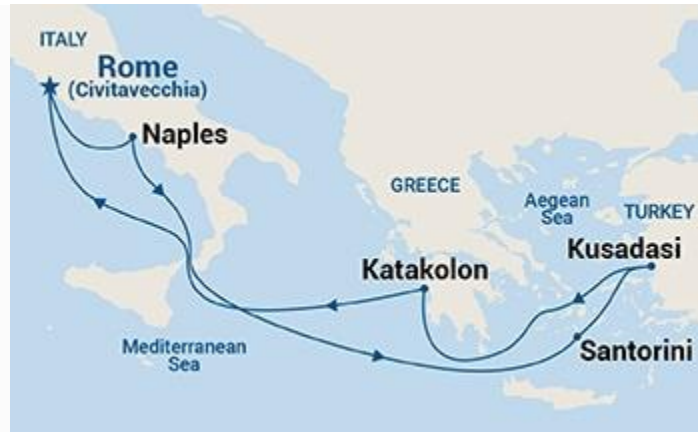 ITALY
Rome
(Civitavecchia)
Naples
GREECE
Aegean
Sea
TURKEY
Kusadasi
Katakolon
Santorini
Mediterranean
Sea